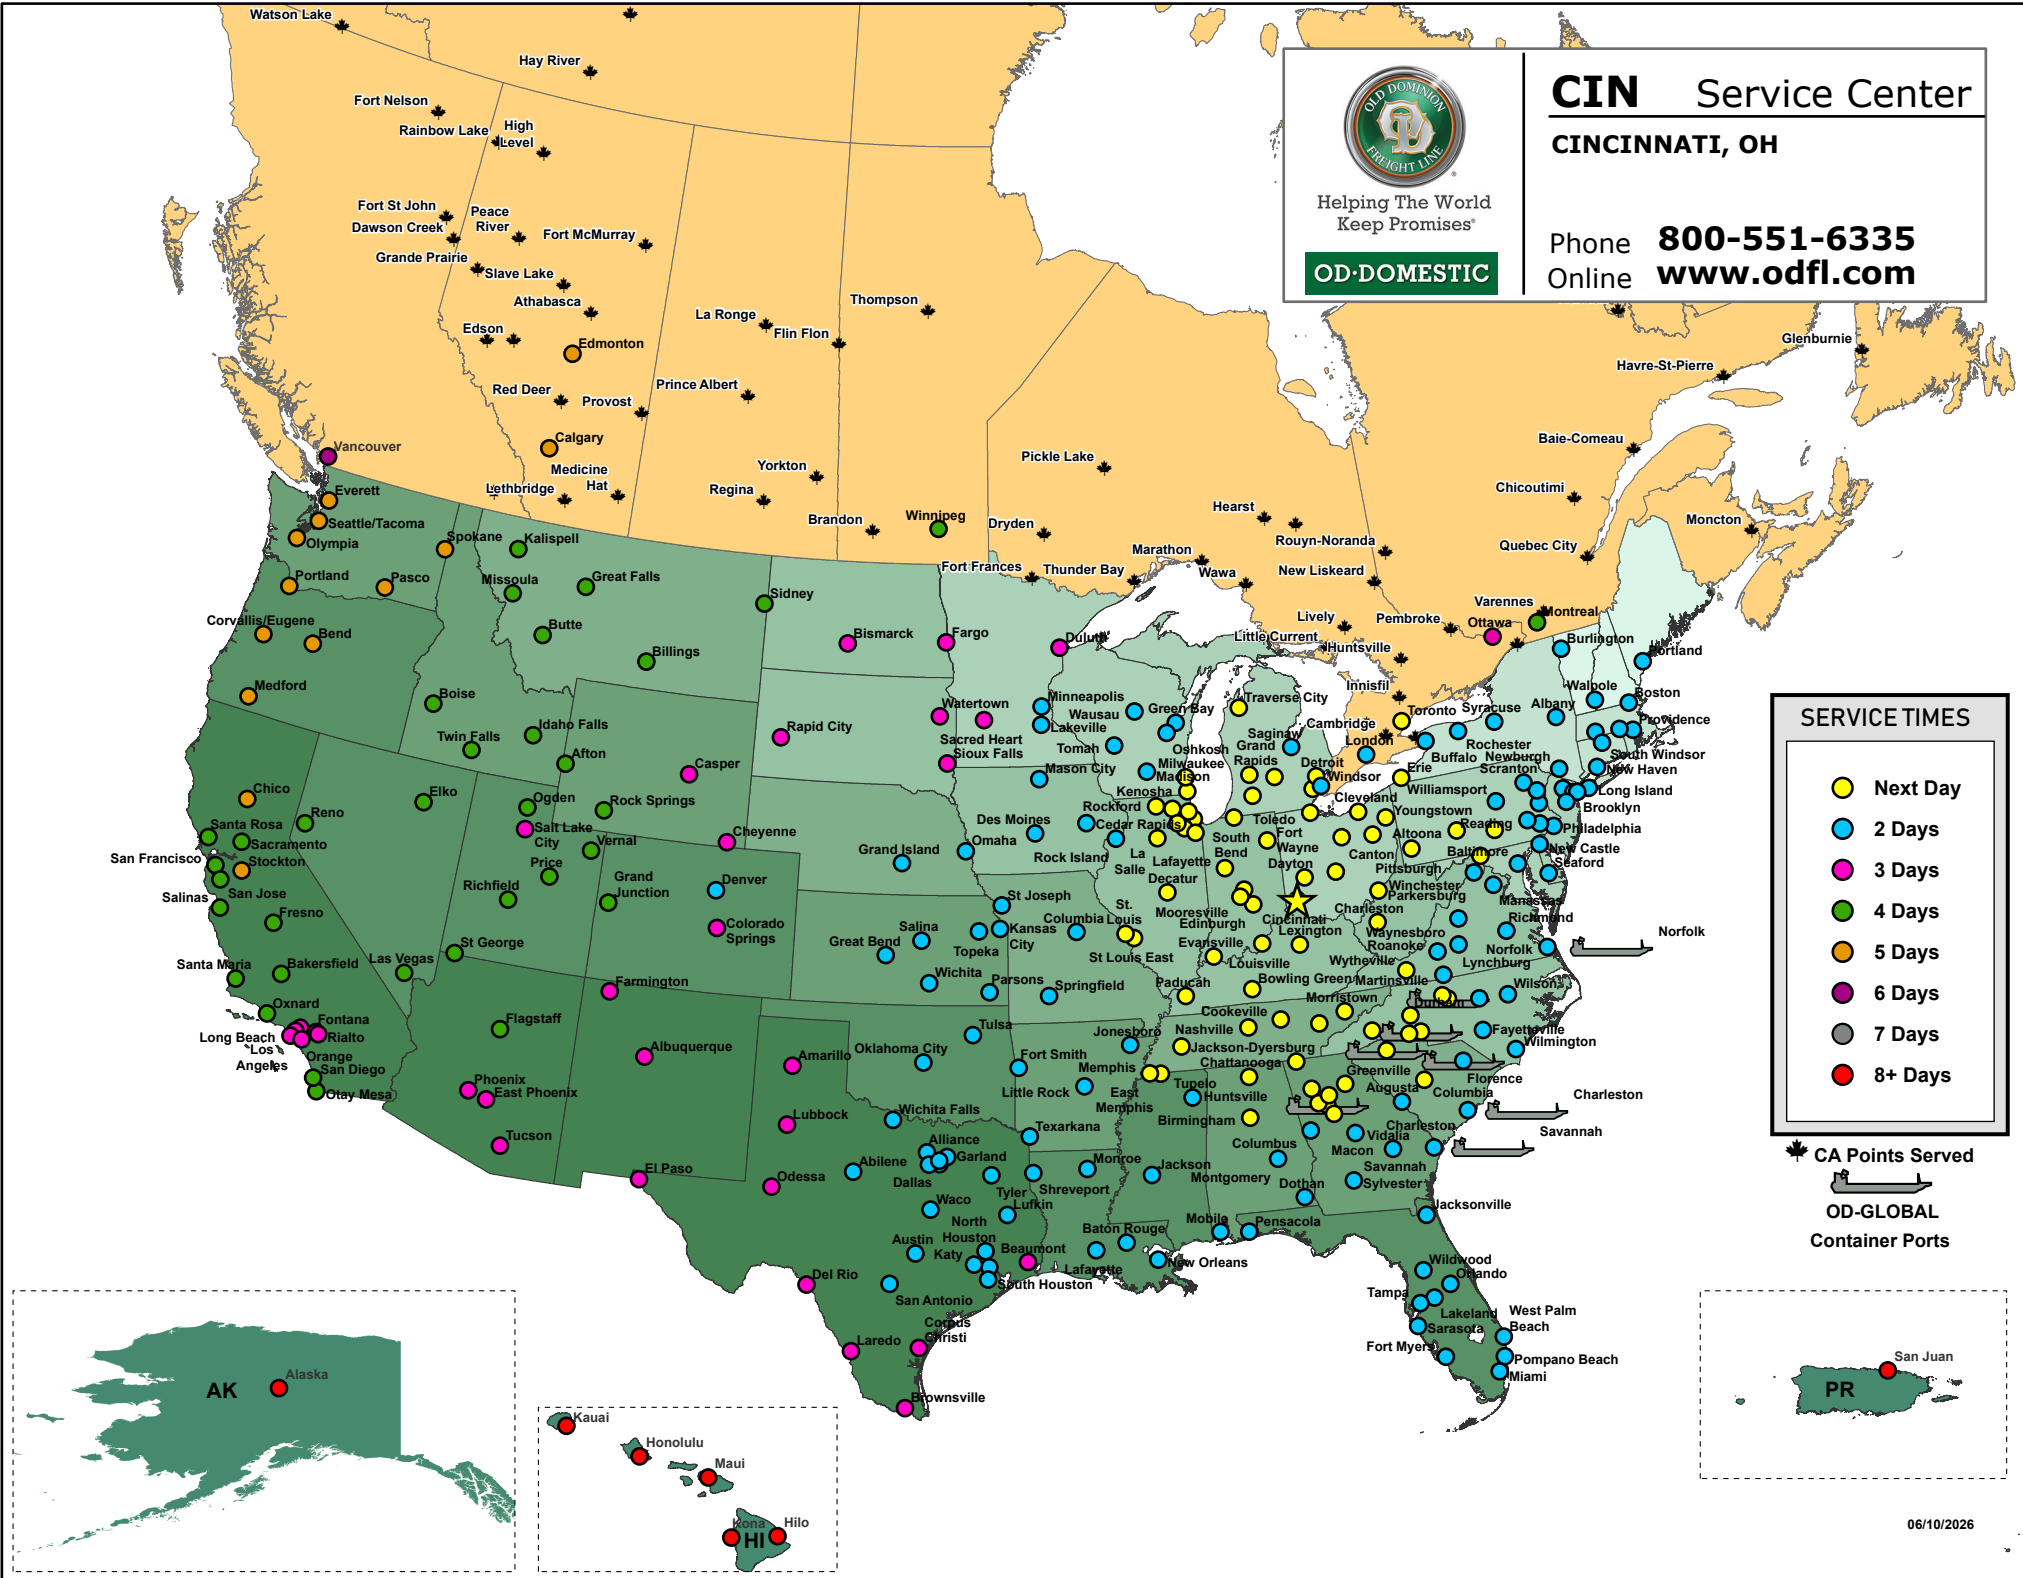 Watson Lake
Hay River
Fort Nelson
Rainbow Lake
High
Level
Fort St John
Dawson Creek
Peace
River
Fort McMurray
Grande Prairie
Slave Lake
Athabasca
Edson
Edmonton
La Ronge
Flin Flon
Thompson
Red Deer
Provost
Prince Albert
Calgary
Vancouver
Medicine
Hat
Lethbridge
Yorkton
Regina
Brandon
Winnipeg
Dryden
Pickle Lake
Hearst
Rouyn-Noranda
Marathon
Fort Frances
Thunder Bay
Wawa
New Liskeard
Lively
Pembroke
Varennes
Montreal
Ottawa
Little Current
Huntsville
Innisfil
Toronto
Cambridge
London
Windsor
Glenburnie
Havre-St-Pierre
Baie-Comeau
Chicoutimi
Quebec City
Moncton
OLD DOMINION
FREIGHT LINE
Helping The World
Keep Promises®
OD·DOMESTIC
CIN Service Center
CINCINNATI, OH
Phone 800-551-6335
Online www.odfl.com
Everett
Seattle/Tacoma
Olympia
Spokane
Kalispell
Portland
Pasco
Missoula
Great Falls
Sidney
Corvallis/Eugene
Bend
Butte
Billings
Bismarck
Fargo
Duluth
Medford
Boise
Idaho Falls
Twin Falls
Afton
Casper
Rapid City
Watertown
Sacred Heart
Sioux Falls
Minneapolis
Lakeville
Wausau
Green Bay
Tomah
Oshkosh
Milwaukee
Madison
Kenosha
Mason City
Traverse City
Saginaw
Grand
Rapids
Detroit
Chico
Reno
Elko
Ogden
Rock Springs
Santa Rosa
Sacramento
Salt Lake
City
Vernal
Cheyenne
San Francisco
Stockton
San Jose
Salinas
Fresno
Price
Richfield
Grand
Junction
Denver
Colorado
Springs
Grand Island
Omaha
Des Moines
Rockford
Cedar Rapids
Rock Island
La
Salle
South
Bend
Lafayette
Decatur
Toledo
Fort
Wayne
Dayton
Cleveland
Youngstown
Canton
Altoona
Pittsburgh
Erie
Buffalo
Rochester
Syracuse
Albany
Burlington
Portland
Walpole
Boston
Providence
South Windsor
New Haven
Newburgh
Scranton
Williamsport
Long Island
Brooklyn
Reading
Philadelphia
Baltimore
New Castle
Seaford
Winchester
Parkersburg
Manassas
Charleston
Richmond
Waynesboro
Roanoke
Norfolk
Lynchburg
Norfolk
Santa Maria
Bakersfield
Las Vegas
St George
Oxnard
Fontana
Rialto
Long Beach
Los
Angeles
Orange
San Diego
Otay Mesa
Farmington
Flagstaff
Albuquerque
Phoenix
East Phoenix
Tucson
El Paso
Great Bend
Salina
Topeka
St Joseph
Kansas
City
Columbia
St.
Louis
St Louis East
Wichita
Parsons
Springfield
Mooresville
Edinburgh
Cincinnati
Lexington
Evansville
Louisville
Paducah
Bowling Green
Wytheville
Martinsville
Morristown
Durham
Wilson
Cookeville
Nashville
Jackson-Dyersburg
Chattanooga
Jonesboro
Memphis
East
Memphis
Fayetteville
Wilmington
Greenville
Augusta
Florence
Columbia
Charleston
Charleston
Savannah
Tulsa
Oklahoma City
Amarillo
Fort Smith
Little Rock
Lubbock
Wichita Falls
Texarkana
Tupelo
Huntsville
Birmingham
Columbus
Macon
Vidalia
Savannah
Sylvester
Alliance
Garland
Dallas
Abilene
Odessa
Tyler
Lufkin
Waco
Shreveport
Monroe
Jackson
Montgomery
Dothan
Jacksonville
Austin
North
Houston
Katy
Beaumont
South Houston
San Antonio
Lafayette
Baton Rouge
New Orleans
Mobile
Pensacola
Del Rio
Laredo
Corpus
Christi
Brownsville
Wildwood
Orlando
Tampa
Lakeland
Sarasota
West Palm
Beach
Fort Myers
Pompano Beach
Miami
SERVICE TIMES
Next Day
2 Days
3 Days
4 Days
5 Days
6 Days
7 Days
8+ Days
CA Points Served
OD-GLOBAL
Container Ports
AK
Alaska
Kauai
Honolulu
Maui
Kona
HI
Hilo
San Juan
PR
06/10/2026